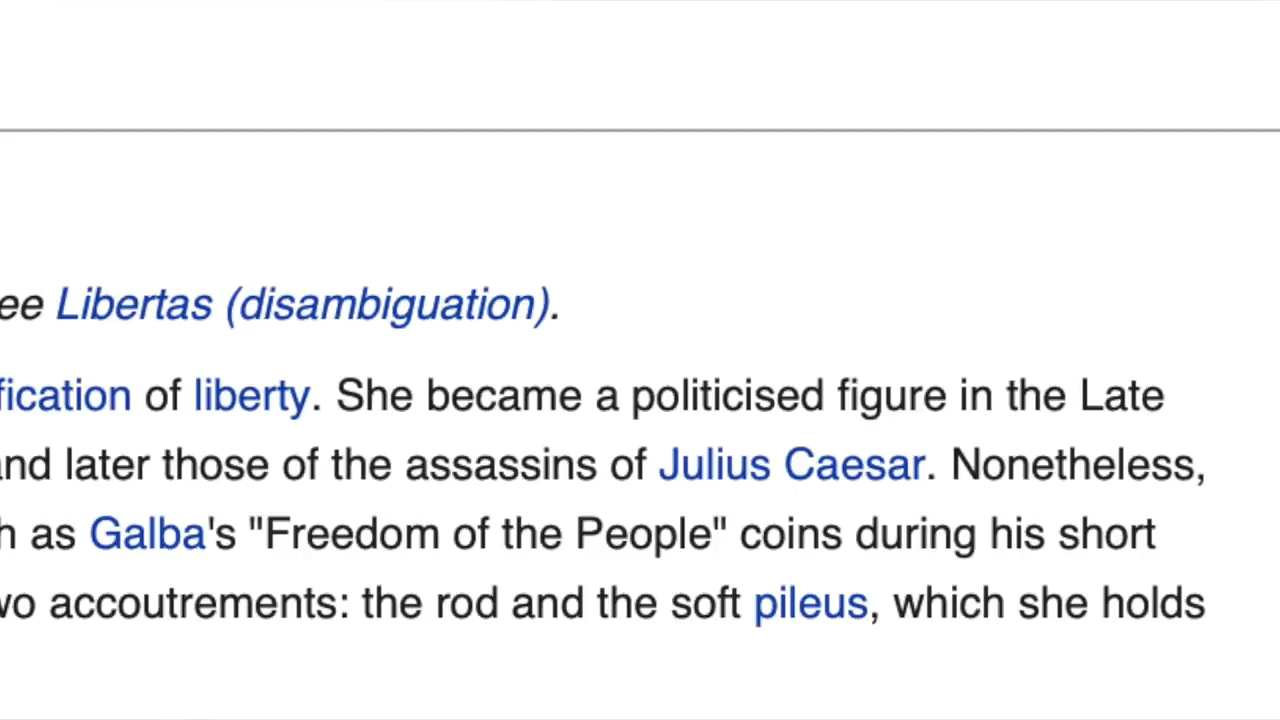 ee Libertas (disambiguation).
fication of liberty. She became a politicised figure in the Late
and later those of the assassins of Julius Caesar. Nonetheless,
h as Galba's "Freedom of the People" coins during his short
wo accoutrements: the rod and the soft pileus, which she holds